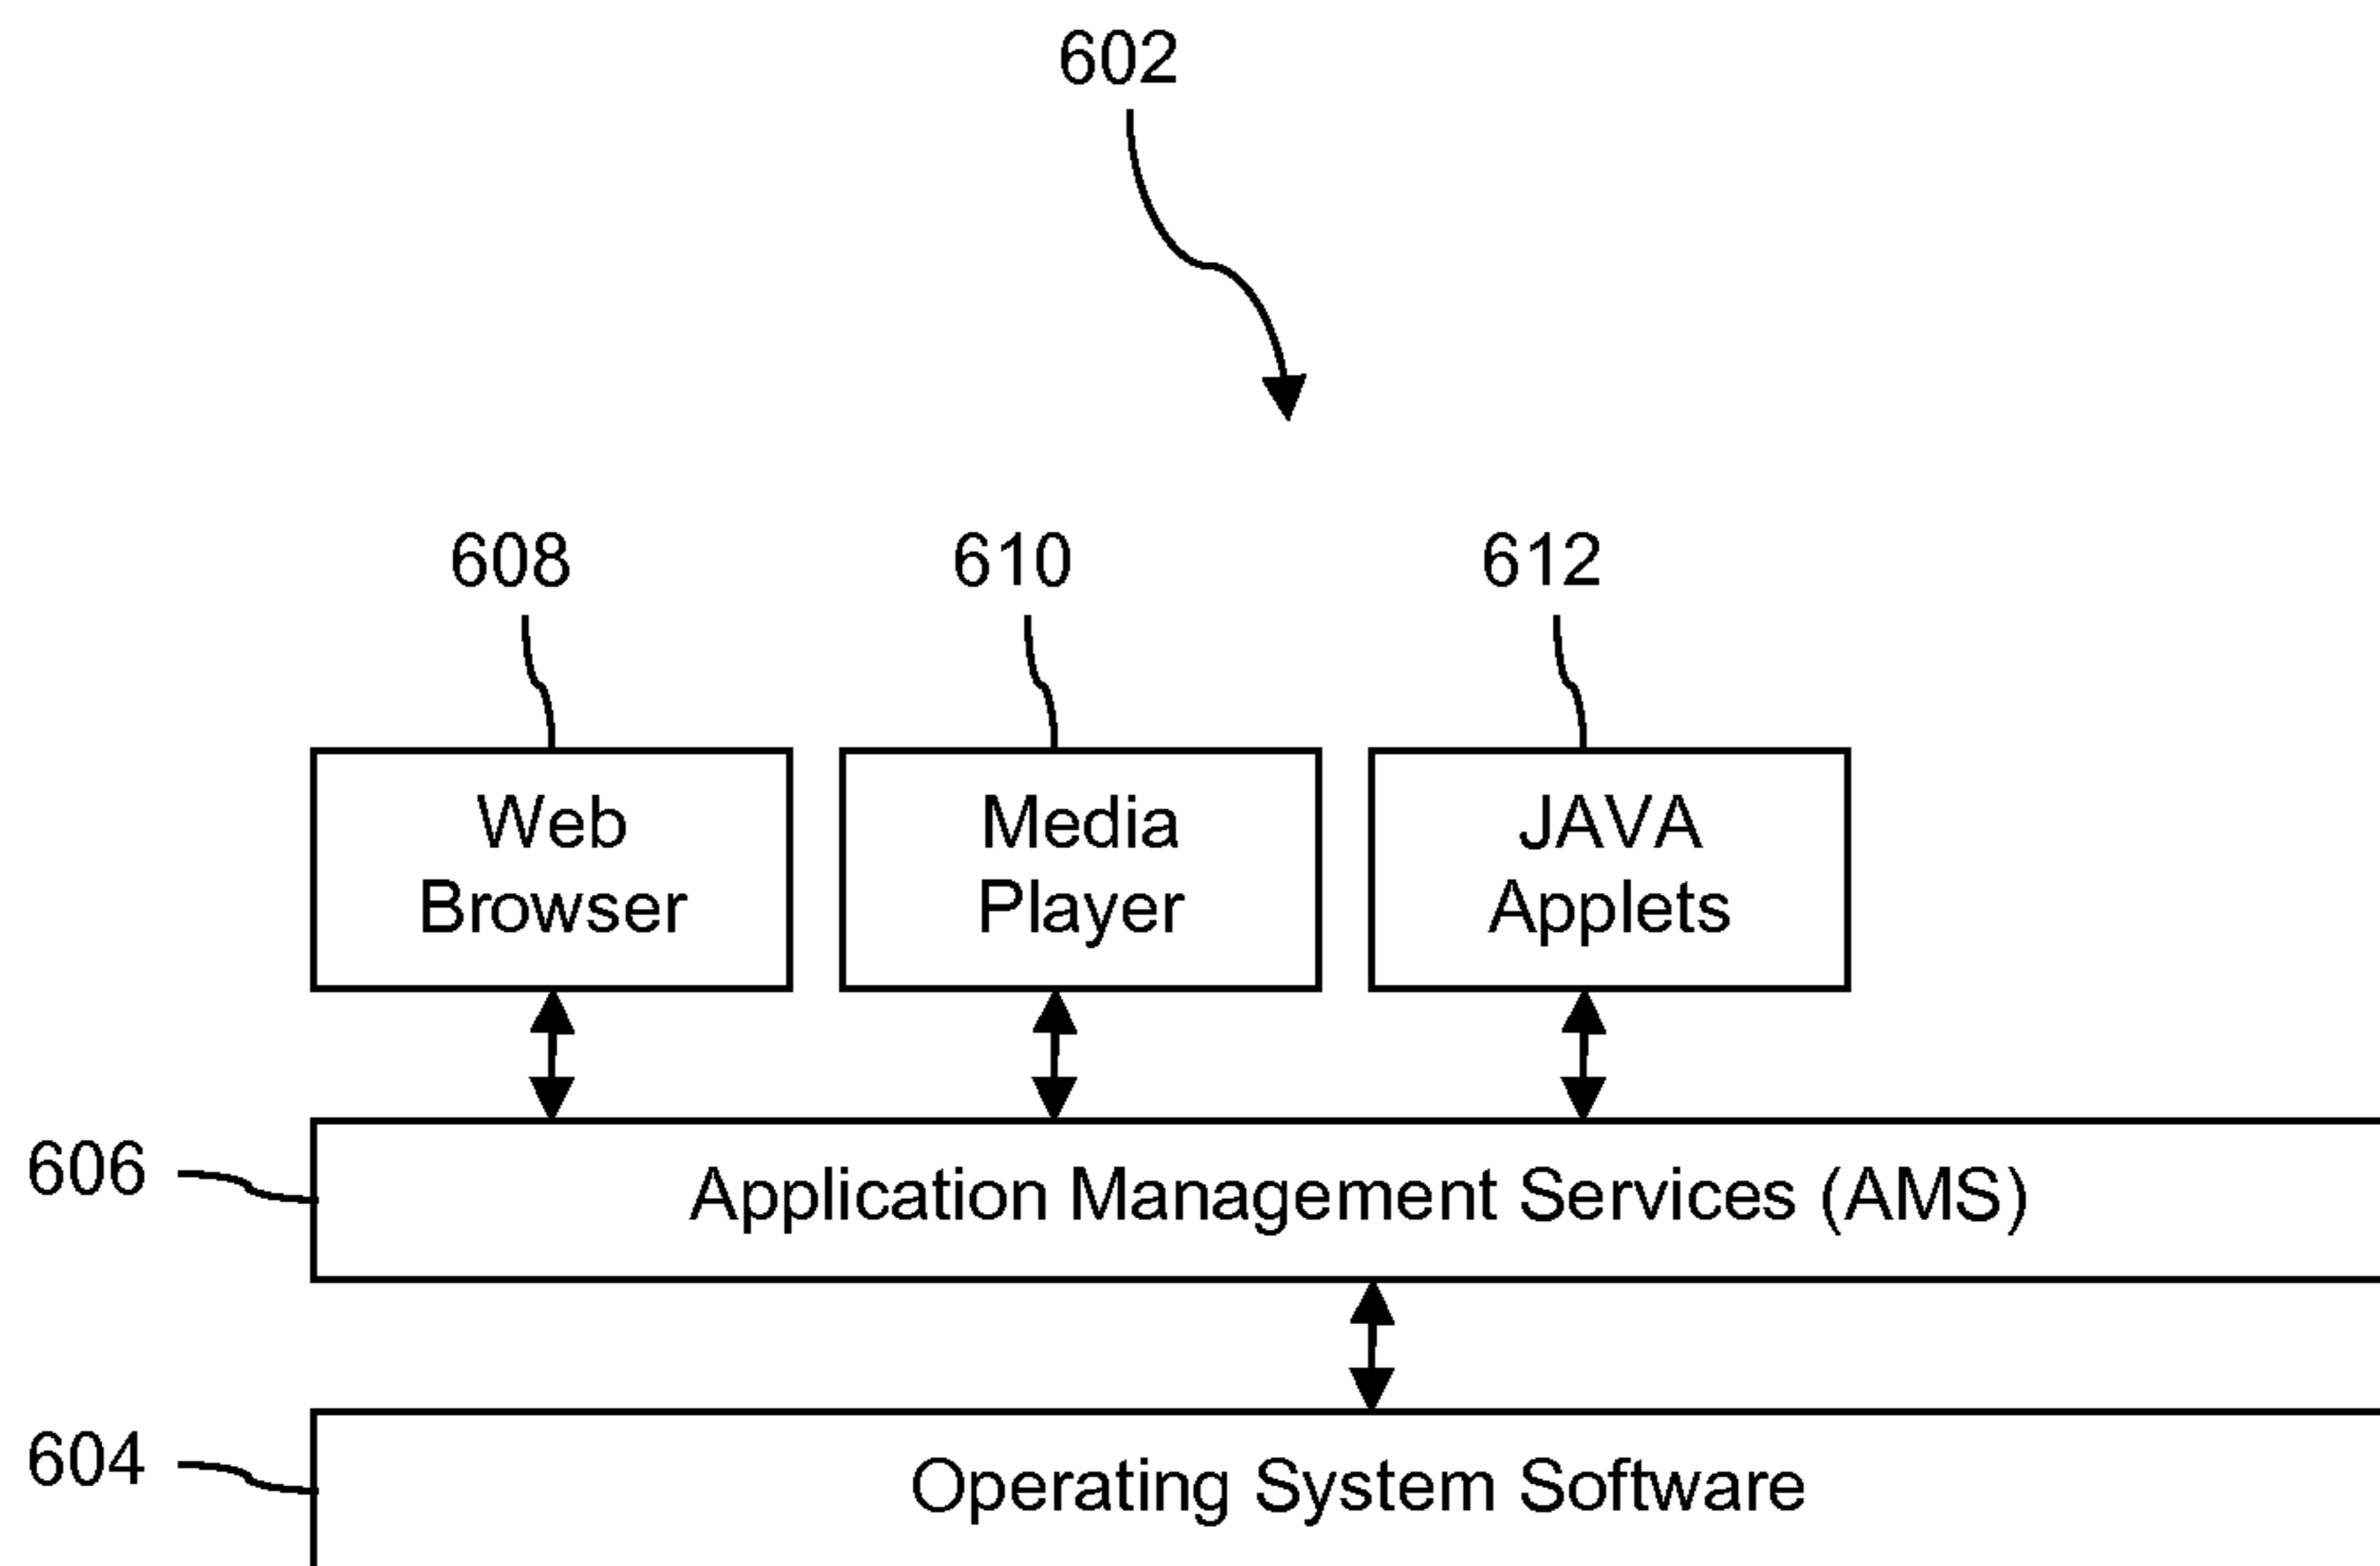 602
608
610
612
Web
Browser
Media
Player
JAVA
Applets
606
Application Management Services (AMS)
604
Operating System Software